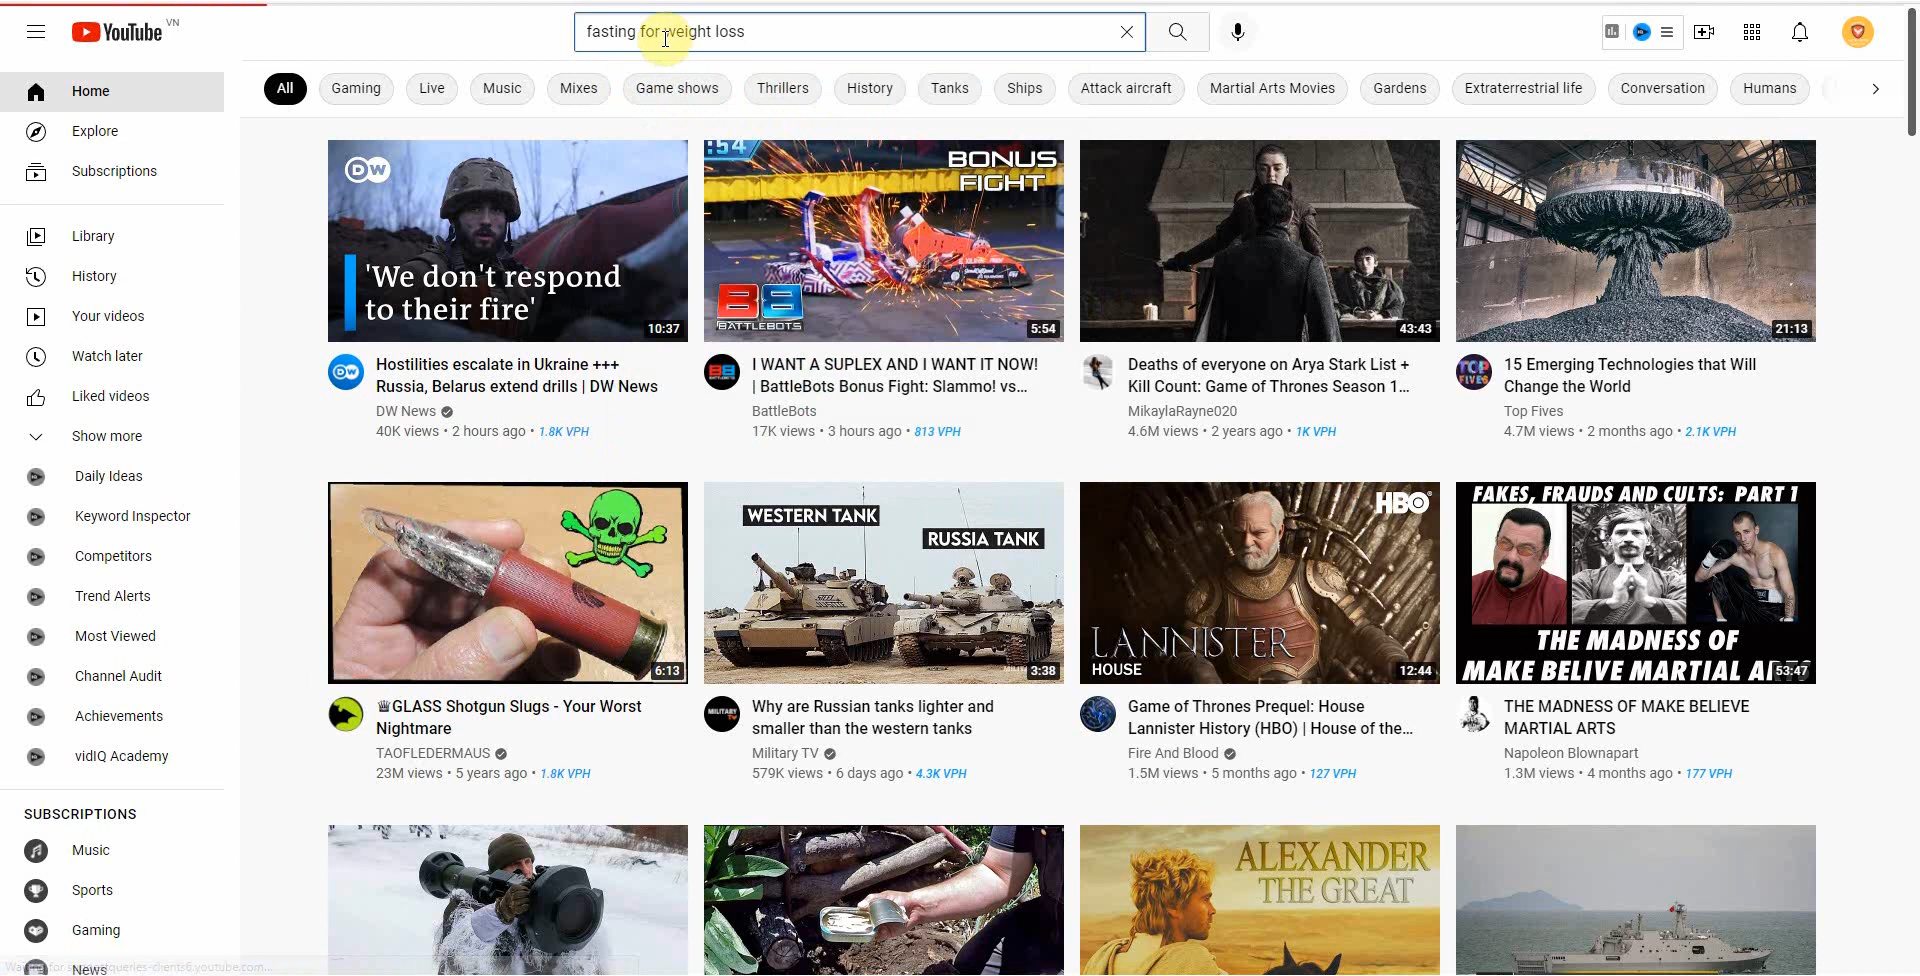 YouTube VN
fasting for weight loss
All
Gaming
Live
Music
Mixes
Game shows
Thrillers
History
Tanks
Ships
Attack aircraft
Martial Arts Movies
Gardens
Extraterrestrial life
Conversation
Humans
Home
Explore
Subscriptions
Library
History
Your videos
Watch later
Liked videos
Show more
Daily Ideas
Keyword Inspector
Competitors
Trend Alerts
Most Viewed
Channel Audit
Achievements
vidIQ Academy
SUBSCRIPTIONS
Music
Sports
Gaming
News
DW
'We don't respond
to their fire'
10:37
DW
Hostilities escalate in Ukraine +++
Russia, Belarus extend drills | DW News
DW News
40K views • 2 hours ago • 1.8K VPH
:54
BONUS
FIGHT
BATTLEBOTS
5:54
I WANT A SUPLEX AND I WANT IT NOW!
| BattleBots Bonus Fight: Slammo! vs...
BattleBots
17K views • 3 hours ago • 813 VPH
43:43
Deaths of everyone on Arya Stark List +
Kill Count: Game of Thrones Season 1...
MikaylaRayne020
4.6M views • 2 years ago • 1K VPH
21:13
TOP
FIVES
15 Emerging Technologies that Will
Change the World
Top Fives
4.7M views • 2 months ago • 2.1K VPH
6:13
♕GLASS Shotgun Slugs - Your Worst
Nightmare
TAOFLEDERMAUS
23M views • 5 years ago • 1.8K VPH
WESTERN TANK
RUSSIA TANK
3:38
MILITARY
TV
Why are Russian tanks lighter and
smaller than the western tanks
Military TV
579K views • 6 days ago • 4.3K VPH
HBO
LANNISTER
HOUSE
12:44
Game of Thrones Prequel: House
Lannister History (HBO) | House of the...
Fire And Blood
1.5M views • 5 months ago • 127 VPH
FAKES, FRAUDS AND CULTS: PART 1
THE MADNESS OF
MAKE BELIVE MARTIAL
53:47
THE MADNESS OF MAKE BELIEVE
MARTIAL ARTS
Napoleon Blownapart
1.3M views • 4 months ago • 177 VPH
ALEXANDER
THE GREAT